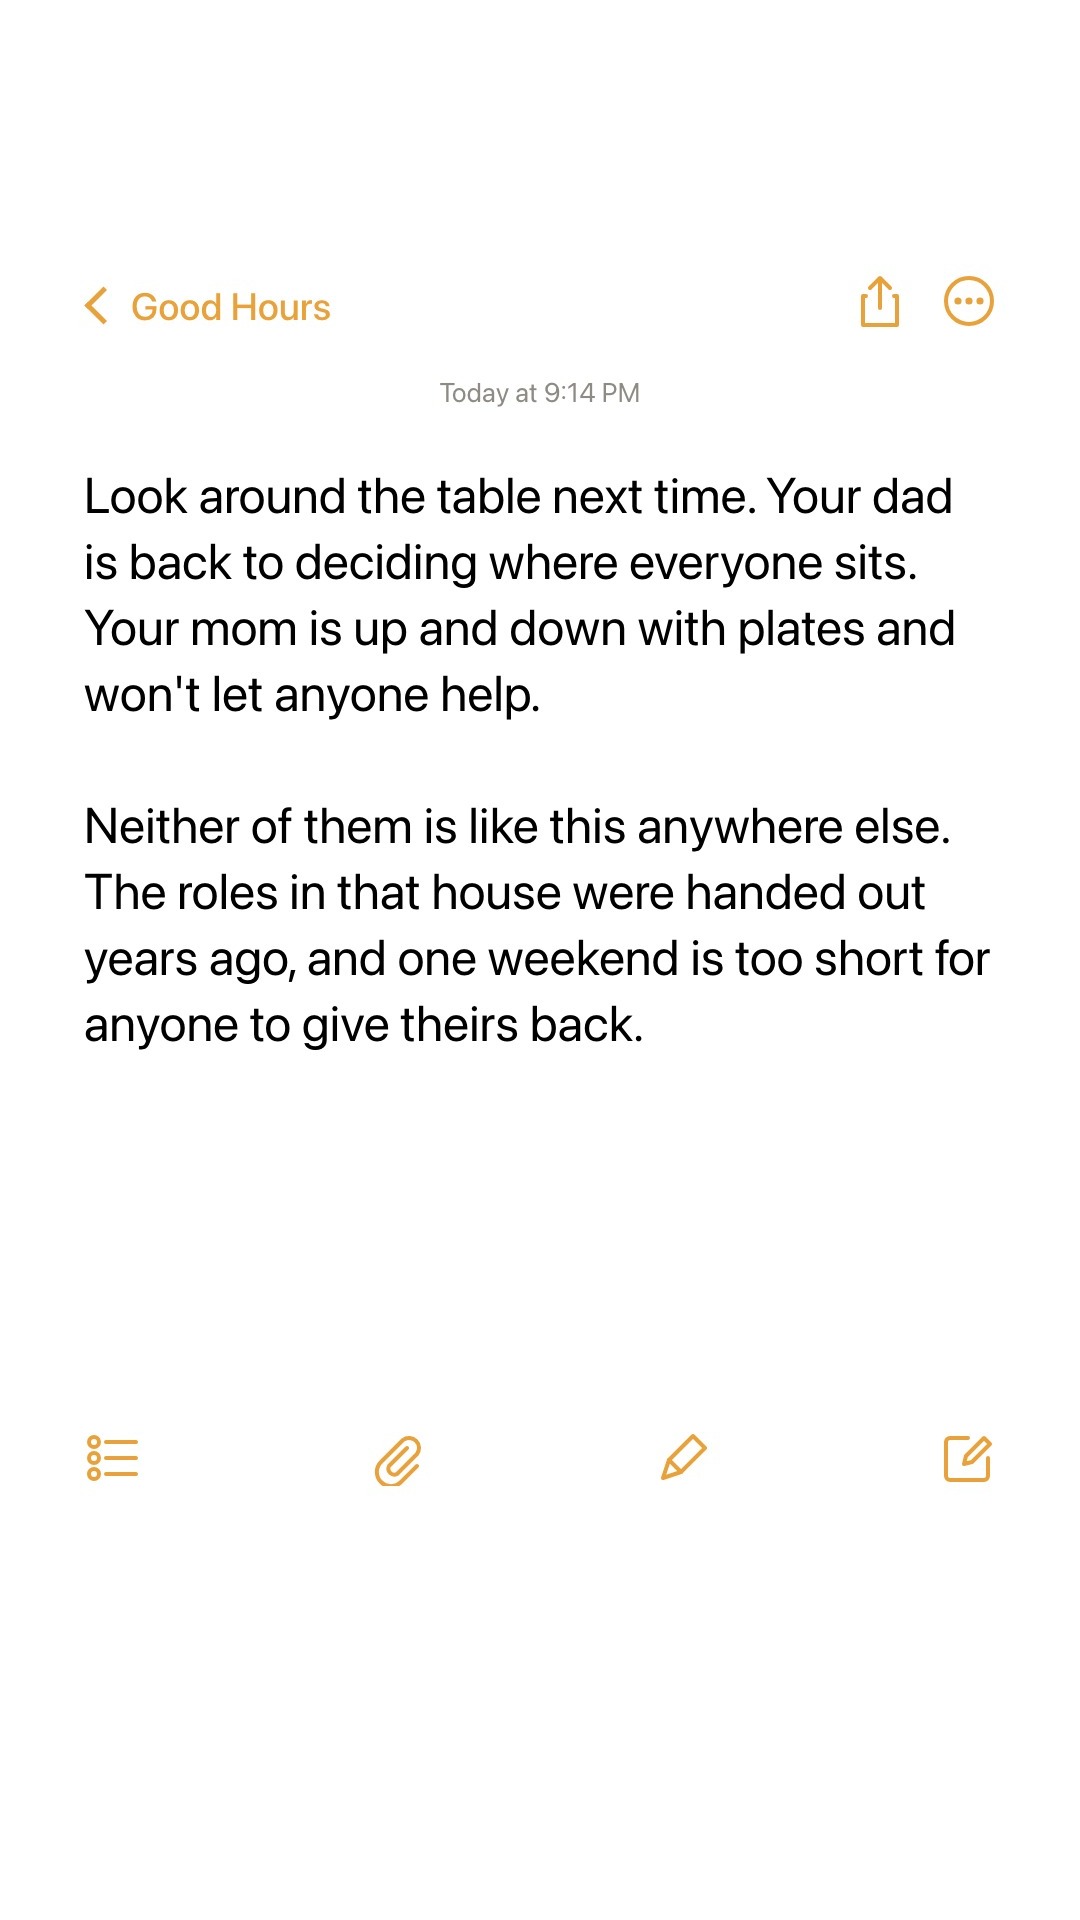 Good Hours
Today at 9:14 PM
Look around the table next time. Your dad
is back to deciding where everyone sits.
Your mom is up and down with plates and
won't let anyone help.
Neither of them is like this anywhere else.
The roles in that house were handed out
years ago, and one weekend is too short for
anyone to give theirs back.